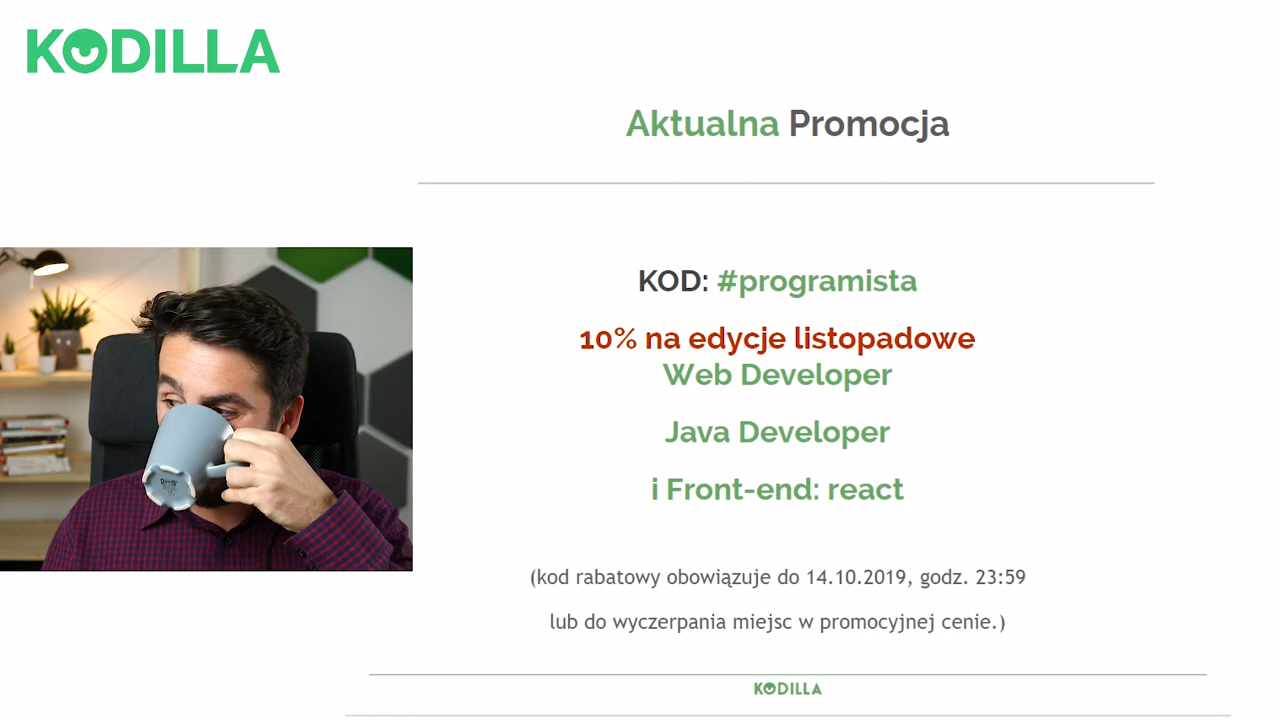 KODILLA
Aktualna Promocja
KOD: #programista
10% na edycje listopadowe
Web Developer
Java Developer
i Front-end: react
(kod rabatowy obowiązuje do 14.10.2019, godz. 23:59
lub do wyczerpania miejsc w promocyjnej cenie.)
KODILLA